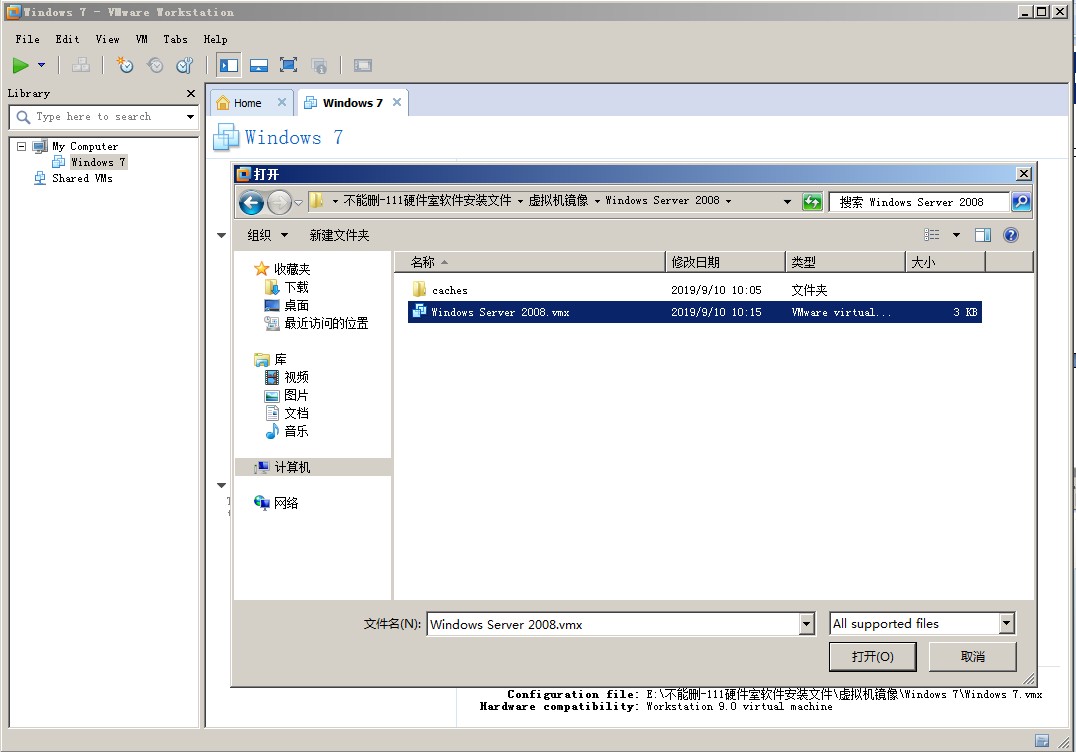 Windows 7 - VMware Workstation
File Edit View VM Tabs Help
Library
Type here to search
My Computer
Windows 7
Shared VMs
Home
Windows 7
Windows 7
打开
不能删-111硬件室软件安装文件 虚拟机镜像 Windows Server 2008
搜索 Windows Server 2008
组织 新建文件夹
收藏夹
下载
桌面
最近访问的位置
库
视频
图片
文档
音乐
计算机
网络
名称 修改日期 类型 大小
caches 2019/9/10 10:05 文件夹
Windows Server 2008.vmx 2019/9/10 10:15 VMware virtual... 3 KB
文件名(N): Windows Server 2008.vmx All supported files
打开(O) 取消
Configuration file: E:\不能删-111硬件室软件安装文件\虚拟机镜像\Windows 7\Windows 7.vmx
Hardware compatibility: Workstation 9.0 virtual machine